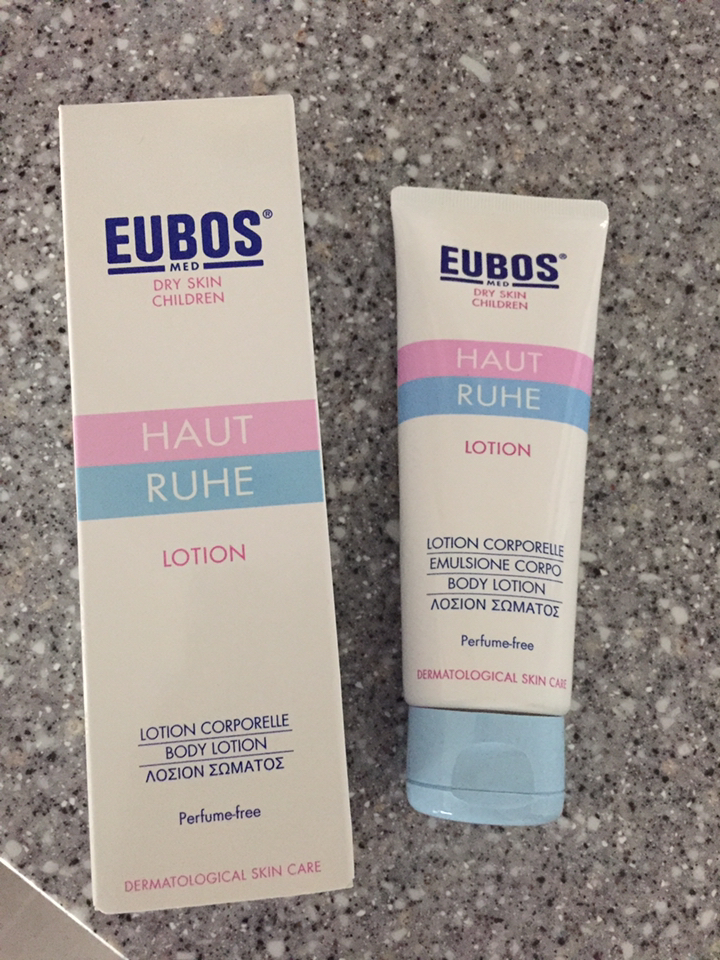 EUBOS®
MED
DRY SKIN
CHILDREN
HAUT
RUHE
LOTION
LOTION CORPORELLE
BODY LOTION
ΛΟΣΙΟΝ ΣΩΜΑΤΟΣ
Perfume-free
DERMATOLOGICAL SKIN CARE
EUBOS®
MED
DRY SKIN
CHILDREN
HAUT
RUHE
LOTION
LOTION CORPORELLE
EMULSIONE CORPO
BODY LOTION
ΛΟΣΙΟΝ ΣΩΜΑΤΟΣ
Perfume-free
DERMATOLOGICAL SKIN CARE